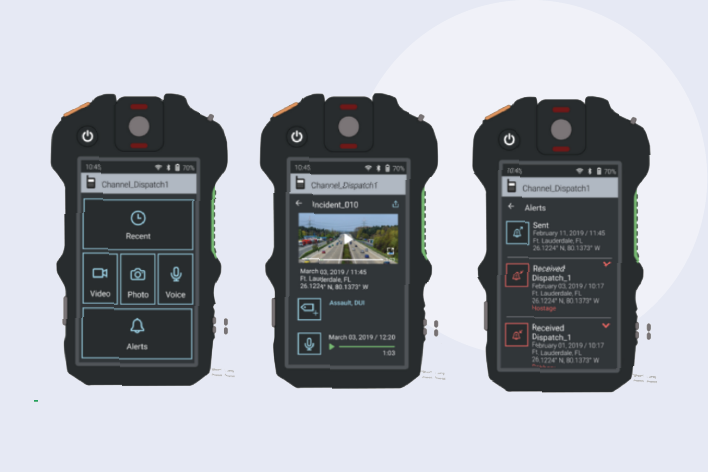 10:45 70%
Channel_Dispatch1
Recent
Video Photo Voice
Alerts
10:45 70%
Channel_Dispatch1
Incident_010
March 03, 2019 / 11:45
Ft. Lauderdale, FL
26.1224° N, 80.1373° W
Assault, DUI
March 03, 2019 / 12:20
1:03
10:45 70%
Channel_Dispatch1
Alerts
Sent
February 11, 2019 / 11:45
Ft. Lauderdale, FL
26.1224° N, 80.1373° W
Received
Dispatch_1
February 03, 2019 / 10:17
Ft. Lauderdale, FL
26.1224° N, 80.1373° W
Hostage
Received
Dispatch_1
February 01, 2019 / 10:17
Ft. Lauderdale, FL
26.1224° N, 80.1373° W